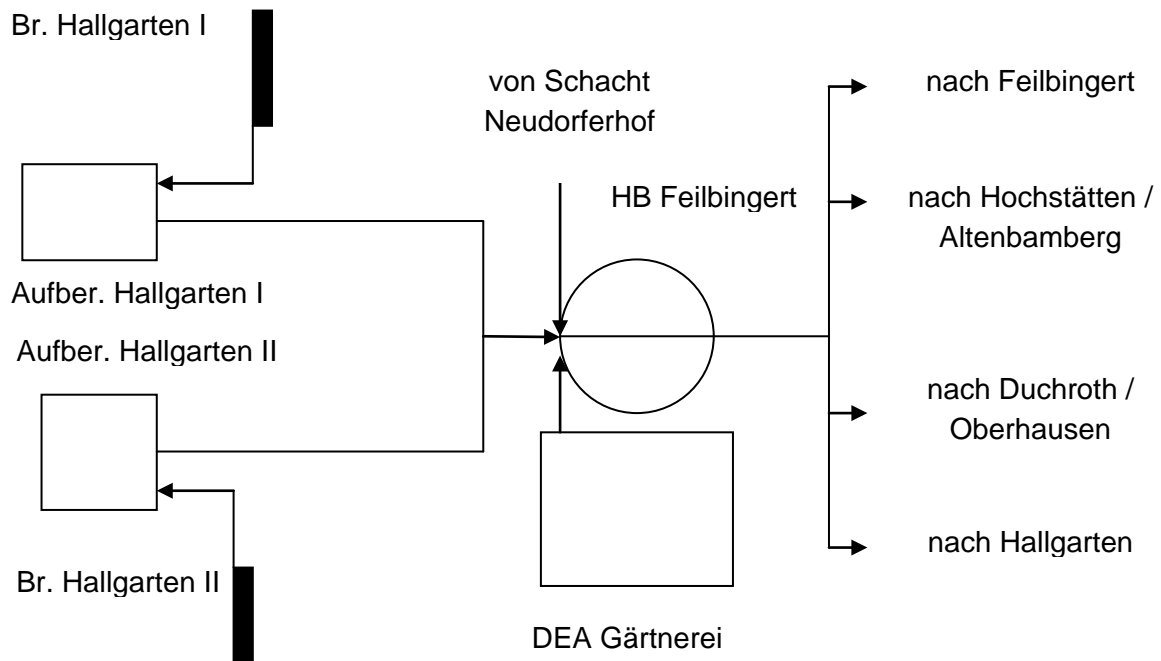 Br. Hallgarten I
von Schacht
Neudorferhof
nach Feilbingert
HB Feilbingert
nach Hochstätten /
Altenbamberg
Aufber. Hallgarten I
Aufber. Hallgarten II
nach Duchroth /
Oberhausen
nach Hallgarten
Br. Hallgarten II
DEA Gärtnerei